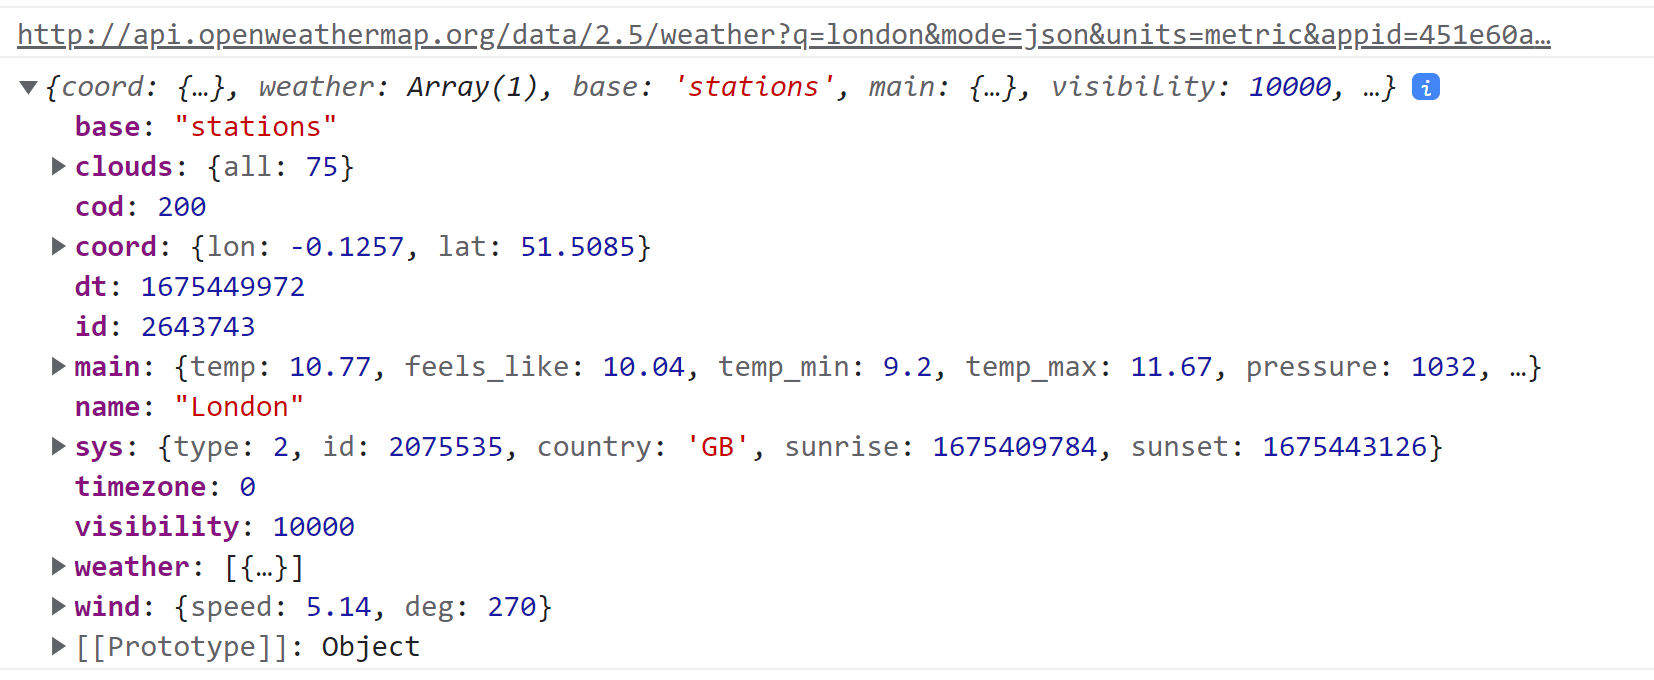 http://api.openweathermap.org/data/2.5/weather?q=london&mode=json&units=metric&appid=451e60a…
▼{coord: {…}, weather: Array(1), base: 'stations', main: {…}, visibility: 10000, …} i
base: "stations"
▶clouds: {all: 75}
cod: 200
▶coord: {lon: -0.1257, lat: 51.5085}
dt: 1675449972
id: 2643743
▶main: {temp: 10.77, feels_like: 10.04, temp_min: 9.2, temp_max: 11.67, pressure: 1032, …}
name: "London"
▶sys: {type: 2, id: 2075535, country: 'GB', sunrise: 1675409784, sunset: 1675443126}
timezone: 0
visibility: 10000
▶weather: [{…}]
▶wind: {speed: 5.14, deg: 270}
▶[[Prototype]]: Object